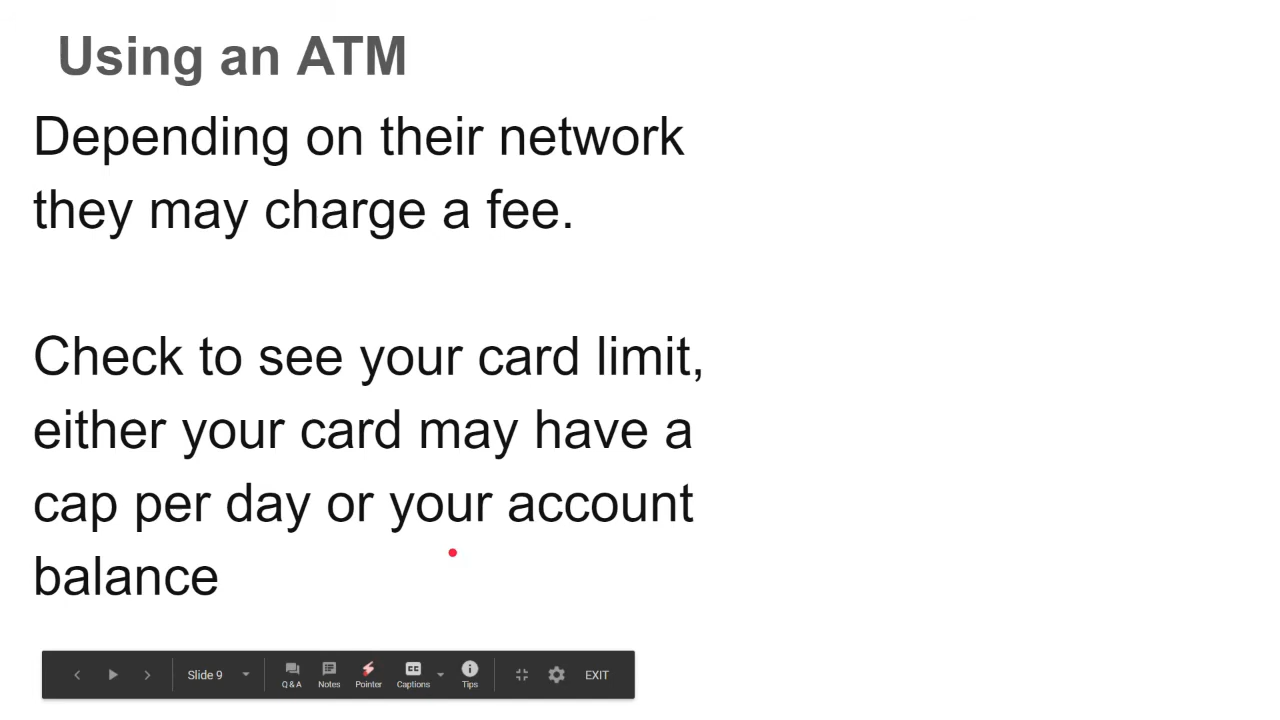 Using an ATM
Depending on their network
they may charge a fee.
Check to see your card limit,
either your card may have a
cap per day or your account
balance
Slide 9 Q & A Notes Pointer CC Captions Tips EXIT